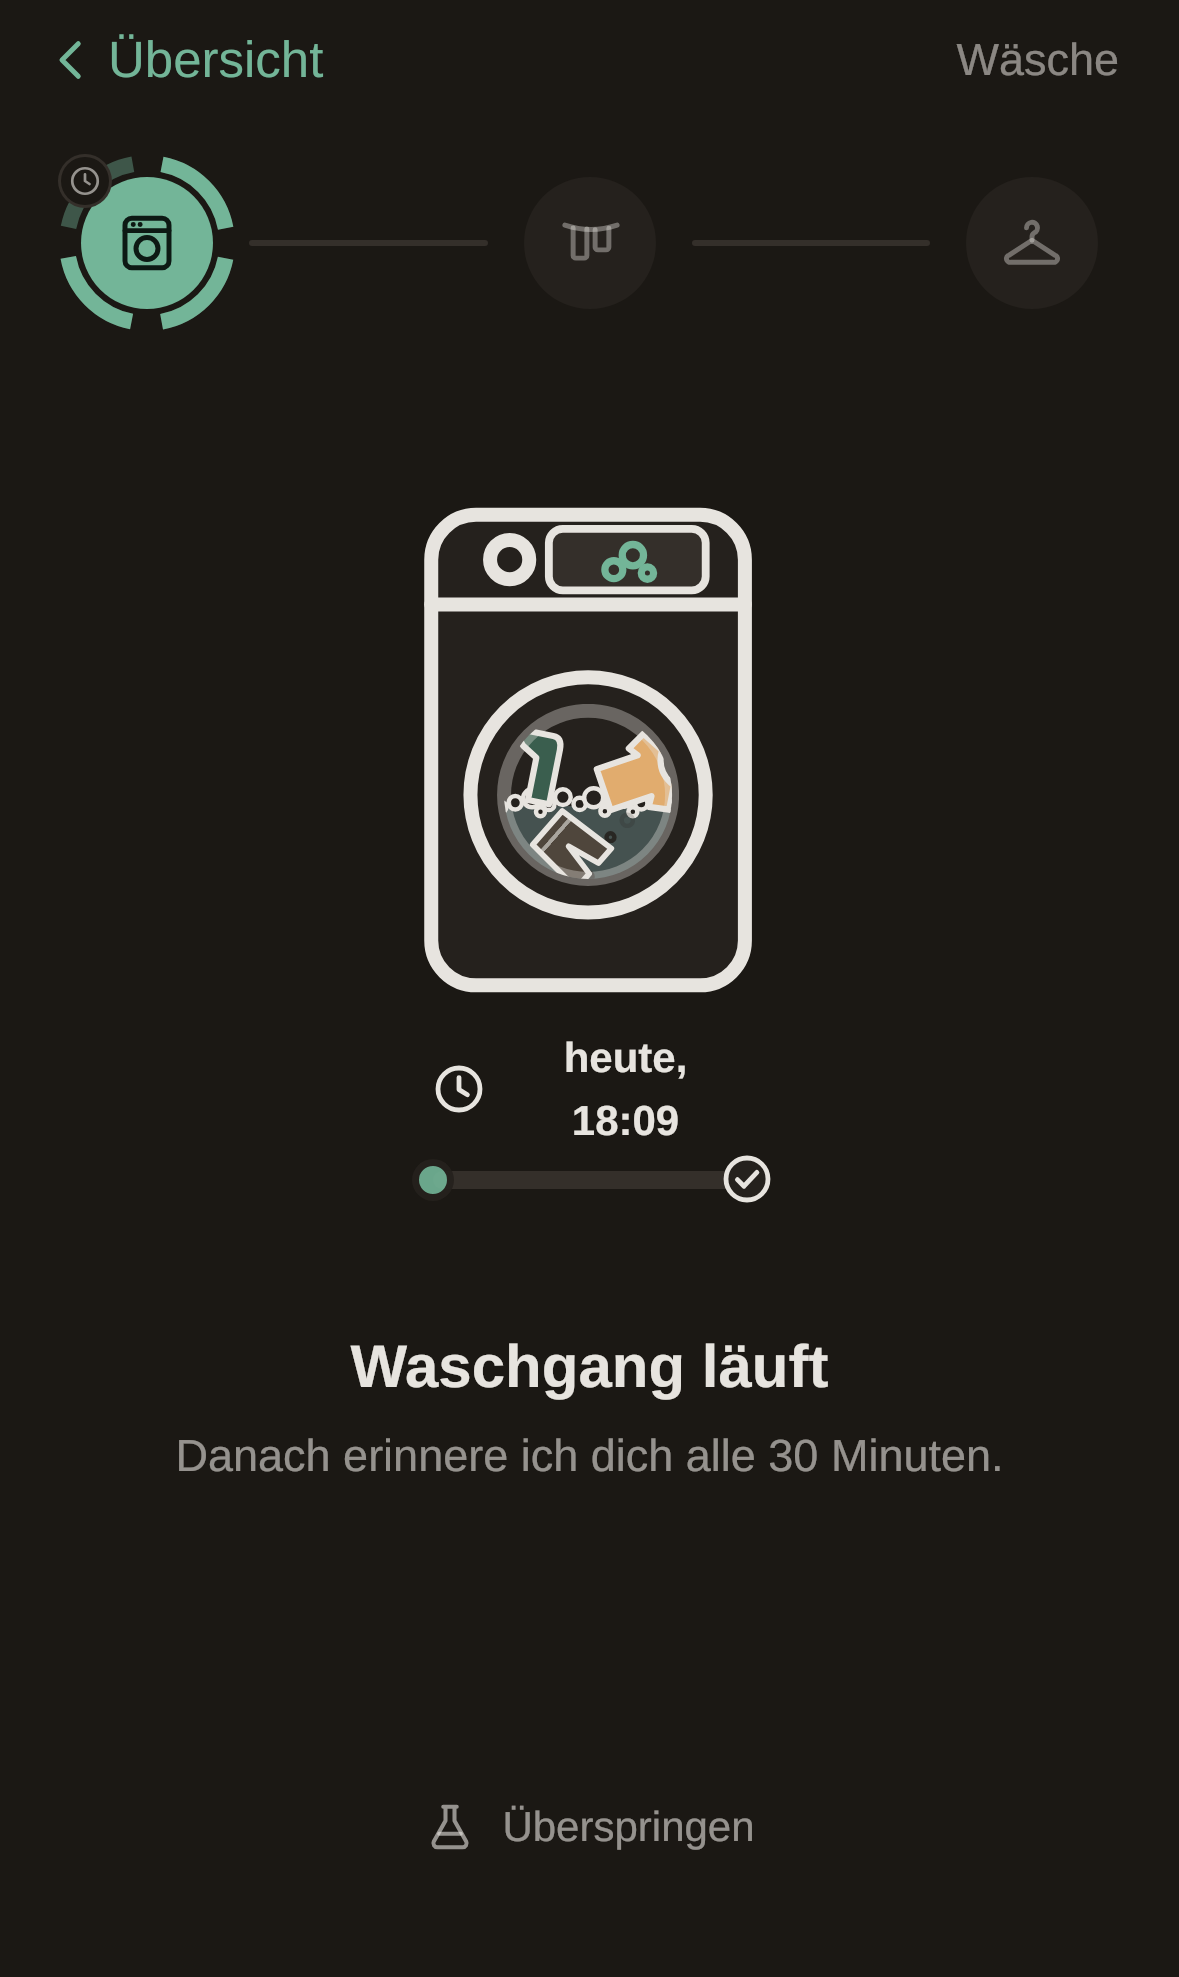 Übersicht
Wäsche
heute,
18:09
Waschgang läuft
Danach erinnere ich dich alle 30 Minuten.
Überspringen